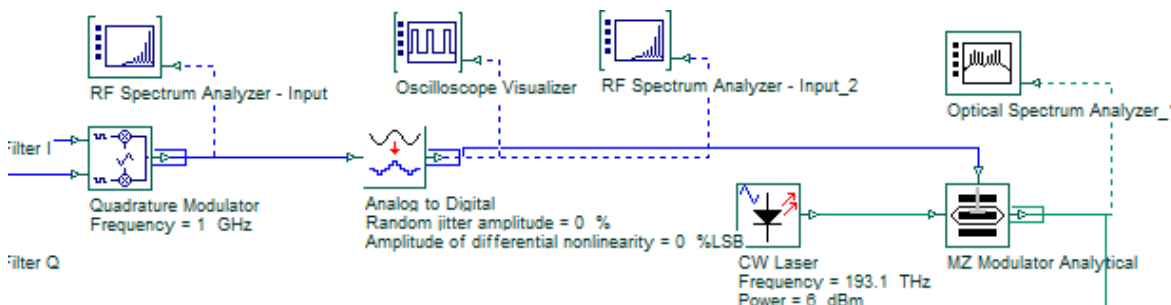 RF Spectrum Analyzer - Input
Oscilloscope Visualizer
RF Spectrum Analyzer - Input_2
Optical Spectrum Analyzer_1
Filter I
Quadrature Modulator
Frequency = 1 GHz
Analog to Digital
Random jitter amplitude = 0 %
Amplitude of differential nonlinearity = 0 %LSB
CW Laser
Frequency = 193.1 THz
Power = 6 dBm
MZ Modulator Analytical
Filter Q